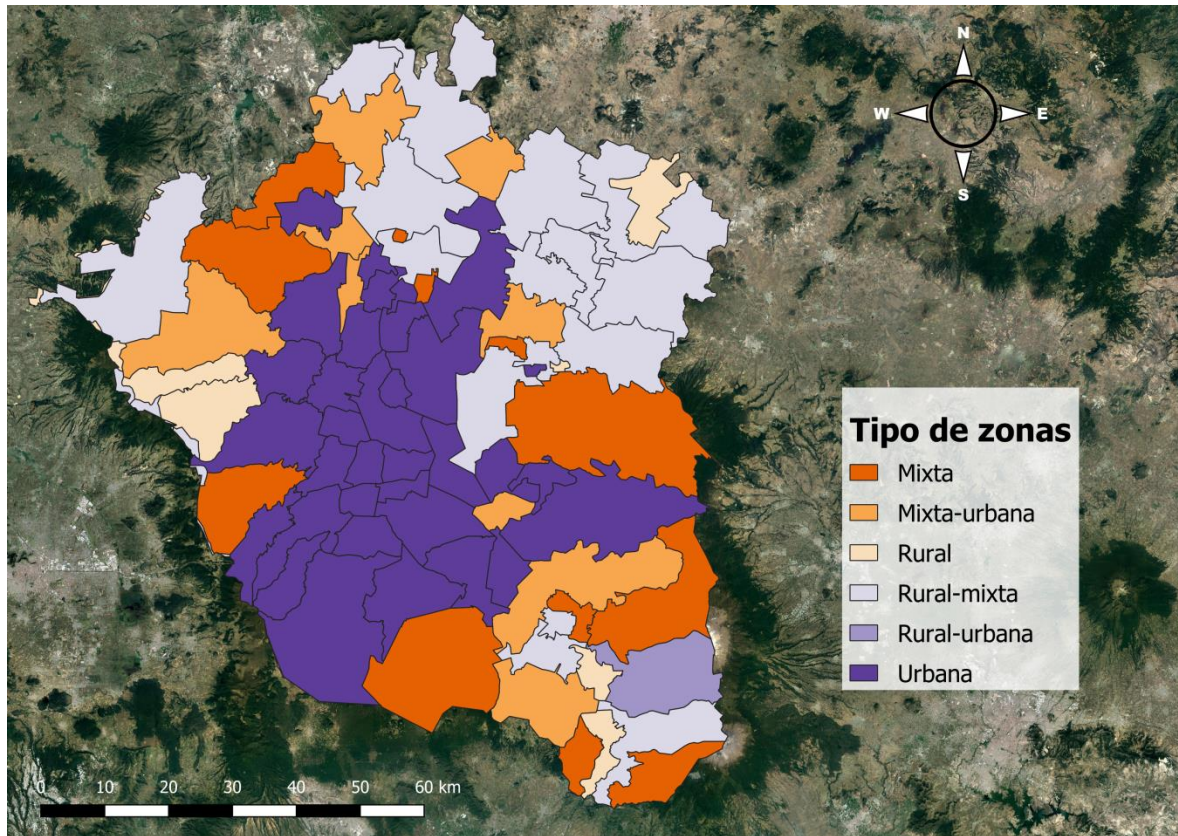 N
W E
S
Tipo de zonas
Mixta
Mixta-urbana
Rural
Rural-mixta
Rural-urbana
Urbana
0 10 20 30 40 50 60 km